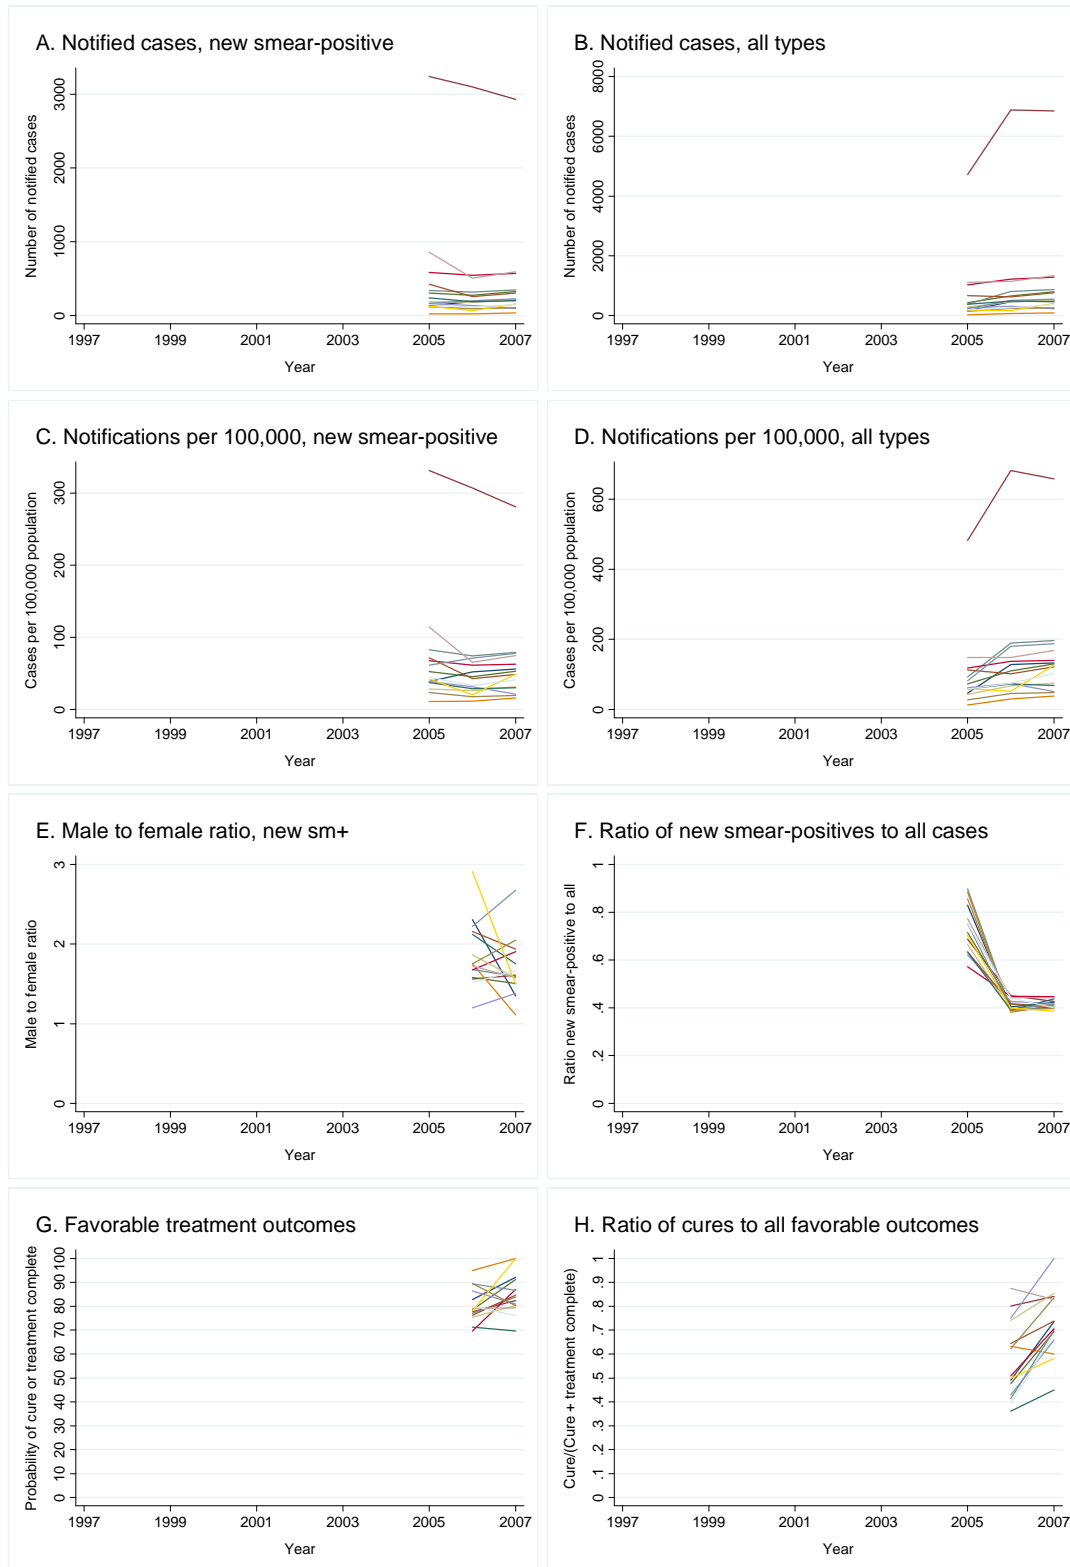 A. Notified cases, new smear-positive
Number of notified cases
3000
2000
1000
0
1997 1999 2001 2003 2005 2007
Year
B. Notified cases, all types
Number of notified cases
8000
6000
4000
2000
0
1997 1999 2001 2003 2005 2007
Year
C. Notifications per 100,000, new smear-positive
Cases per 100,000 population
300
200
100
0
1997 1999 2001 2003 2005 2007
Year
D. Notifications per 100,000, all types
Cases per 100,000 population
600
400
200
0
1997 1999 2001 2003 2005 2007
Year
E. Male to female ratio, new sm+
Male to female ratio
3
2
1
0
1997 1999 2001 2003 2005 2007
Year
F. Ratio of new smear-positives to all cases
Ratio new smear-positive to all
1
.8
.6
.4
.2
0
1997 1999 2001 2003 2005 2007
Year
G. Favorable treatment outcomes
Probability of cure or treatment complete
100
90
80
70
60
50
40
30
20
10
0
1997 1999 2001 2003 2005 2007
Year
H. Ratio of cures to all favorable outcomes
Cure/(Cure + treatment complete)
1
.9
.8
.7
.6
.5
.4
.3
.2
.1
0
1997 1999 2001 2003 2005 2007
Year